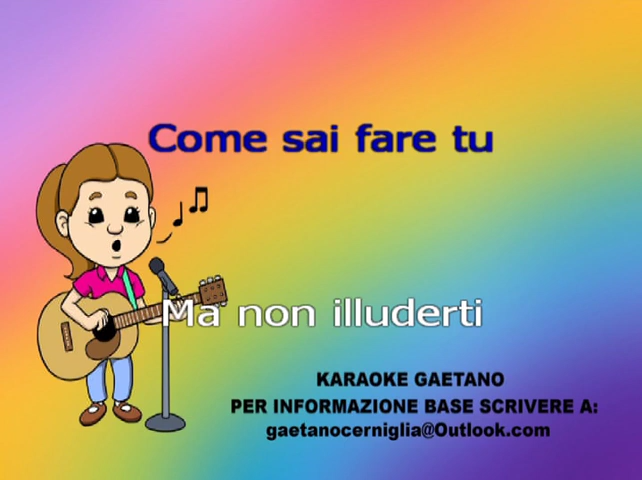 Come sai fare tu
Ma non illuderti
KARAOKE GAETANO
PER INFORMAZIONE BASE SCRIVERE A:
gaetanocerniglia@Outlook.com